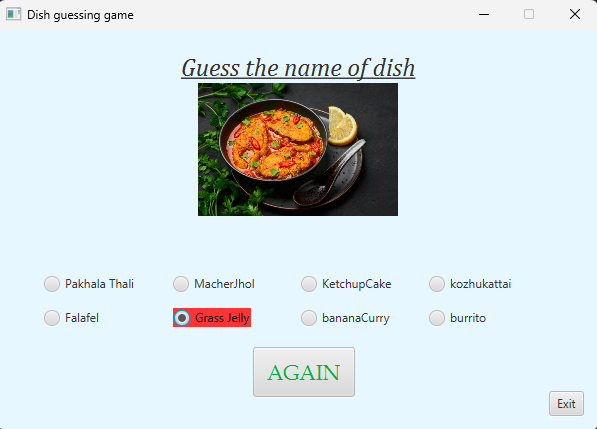 Dish guessing game
Guess the name of dish
Pakhala Thali MacherJhol KetchupCake kozhukattai
Falafel Grass Jelly bananaCurry burrito
AGAIN
Exit